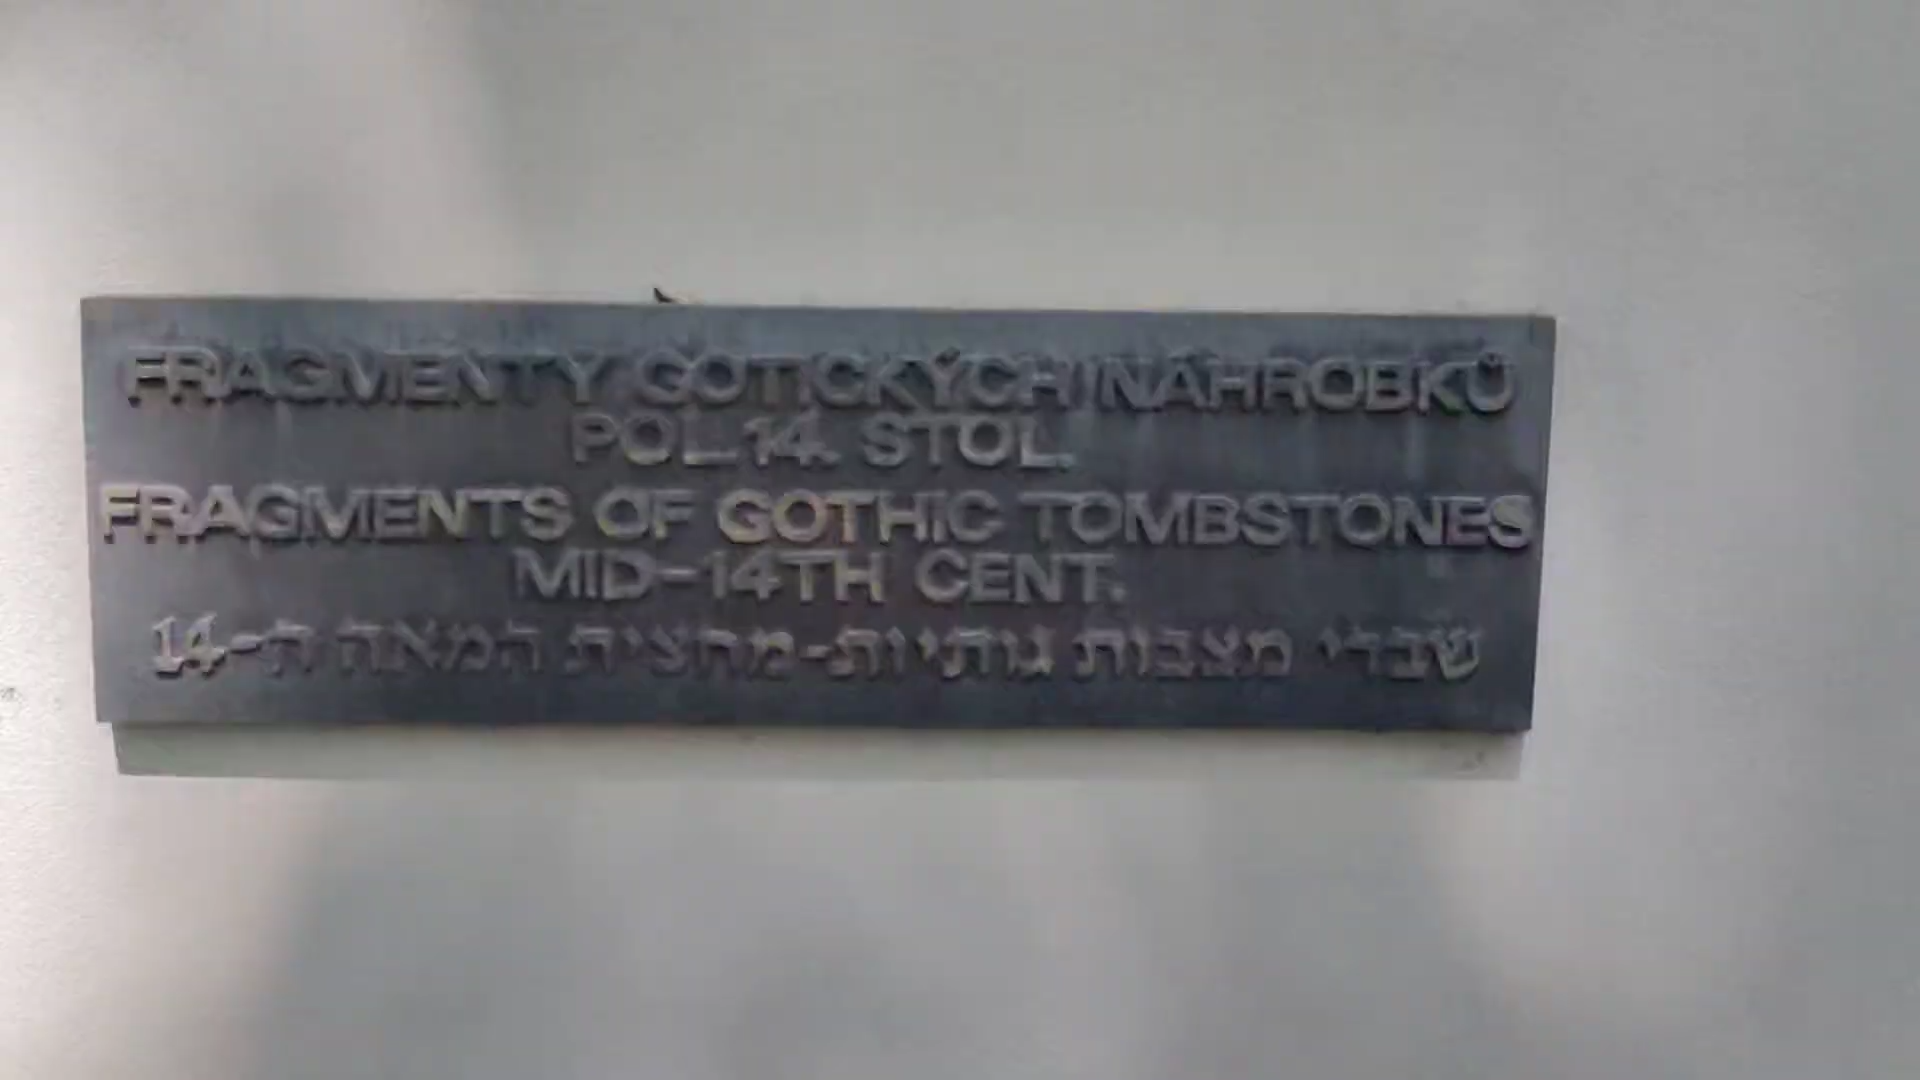 FRAGMENTY GOTICKÝCH NÁHROBKŮ
POL. 14. STOL.
FRAGMENTS OF GOTHIC TOMBSTONES
MID-14TH CENT.
שברי מצבות גותיות-מחצית המאה ה-14